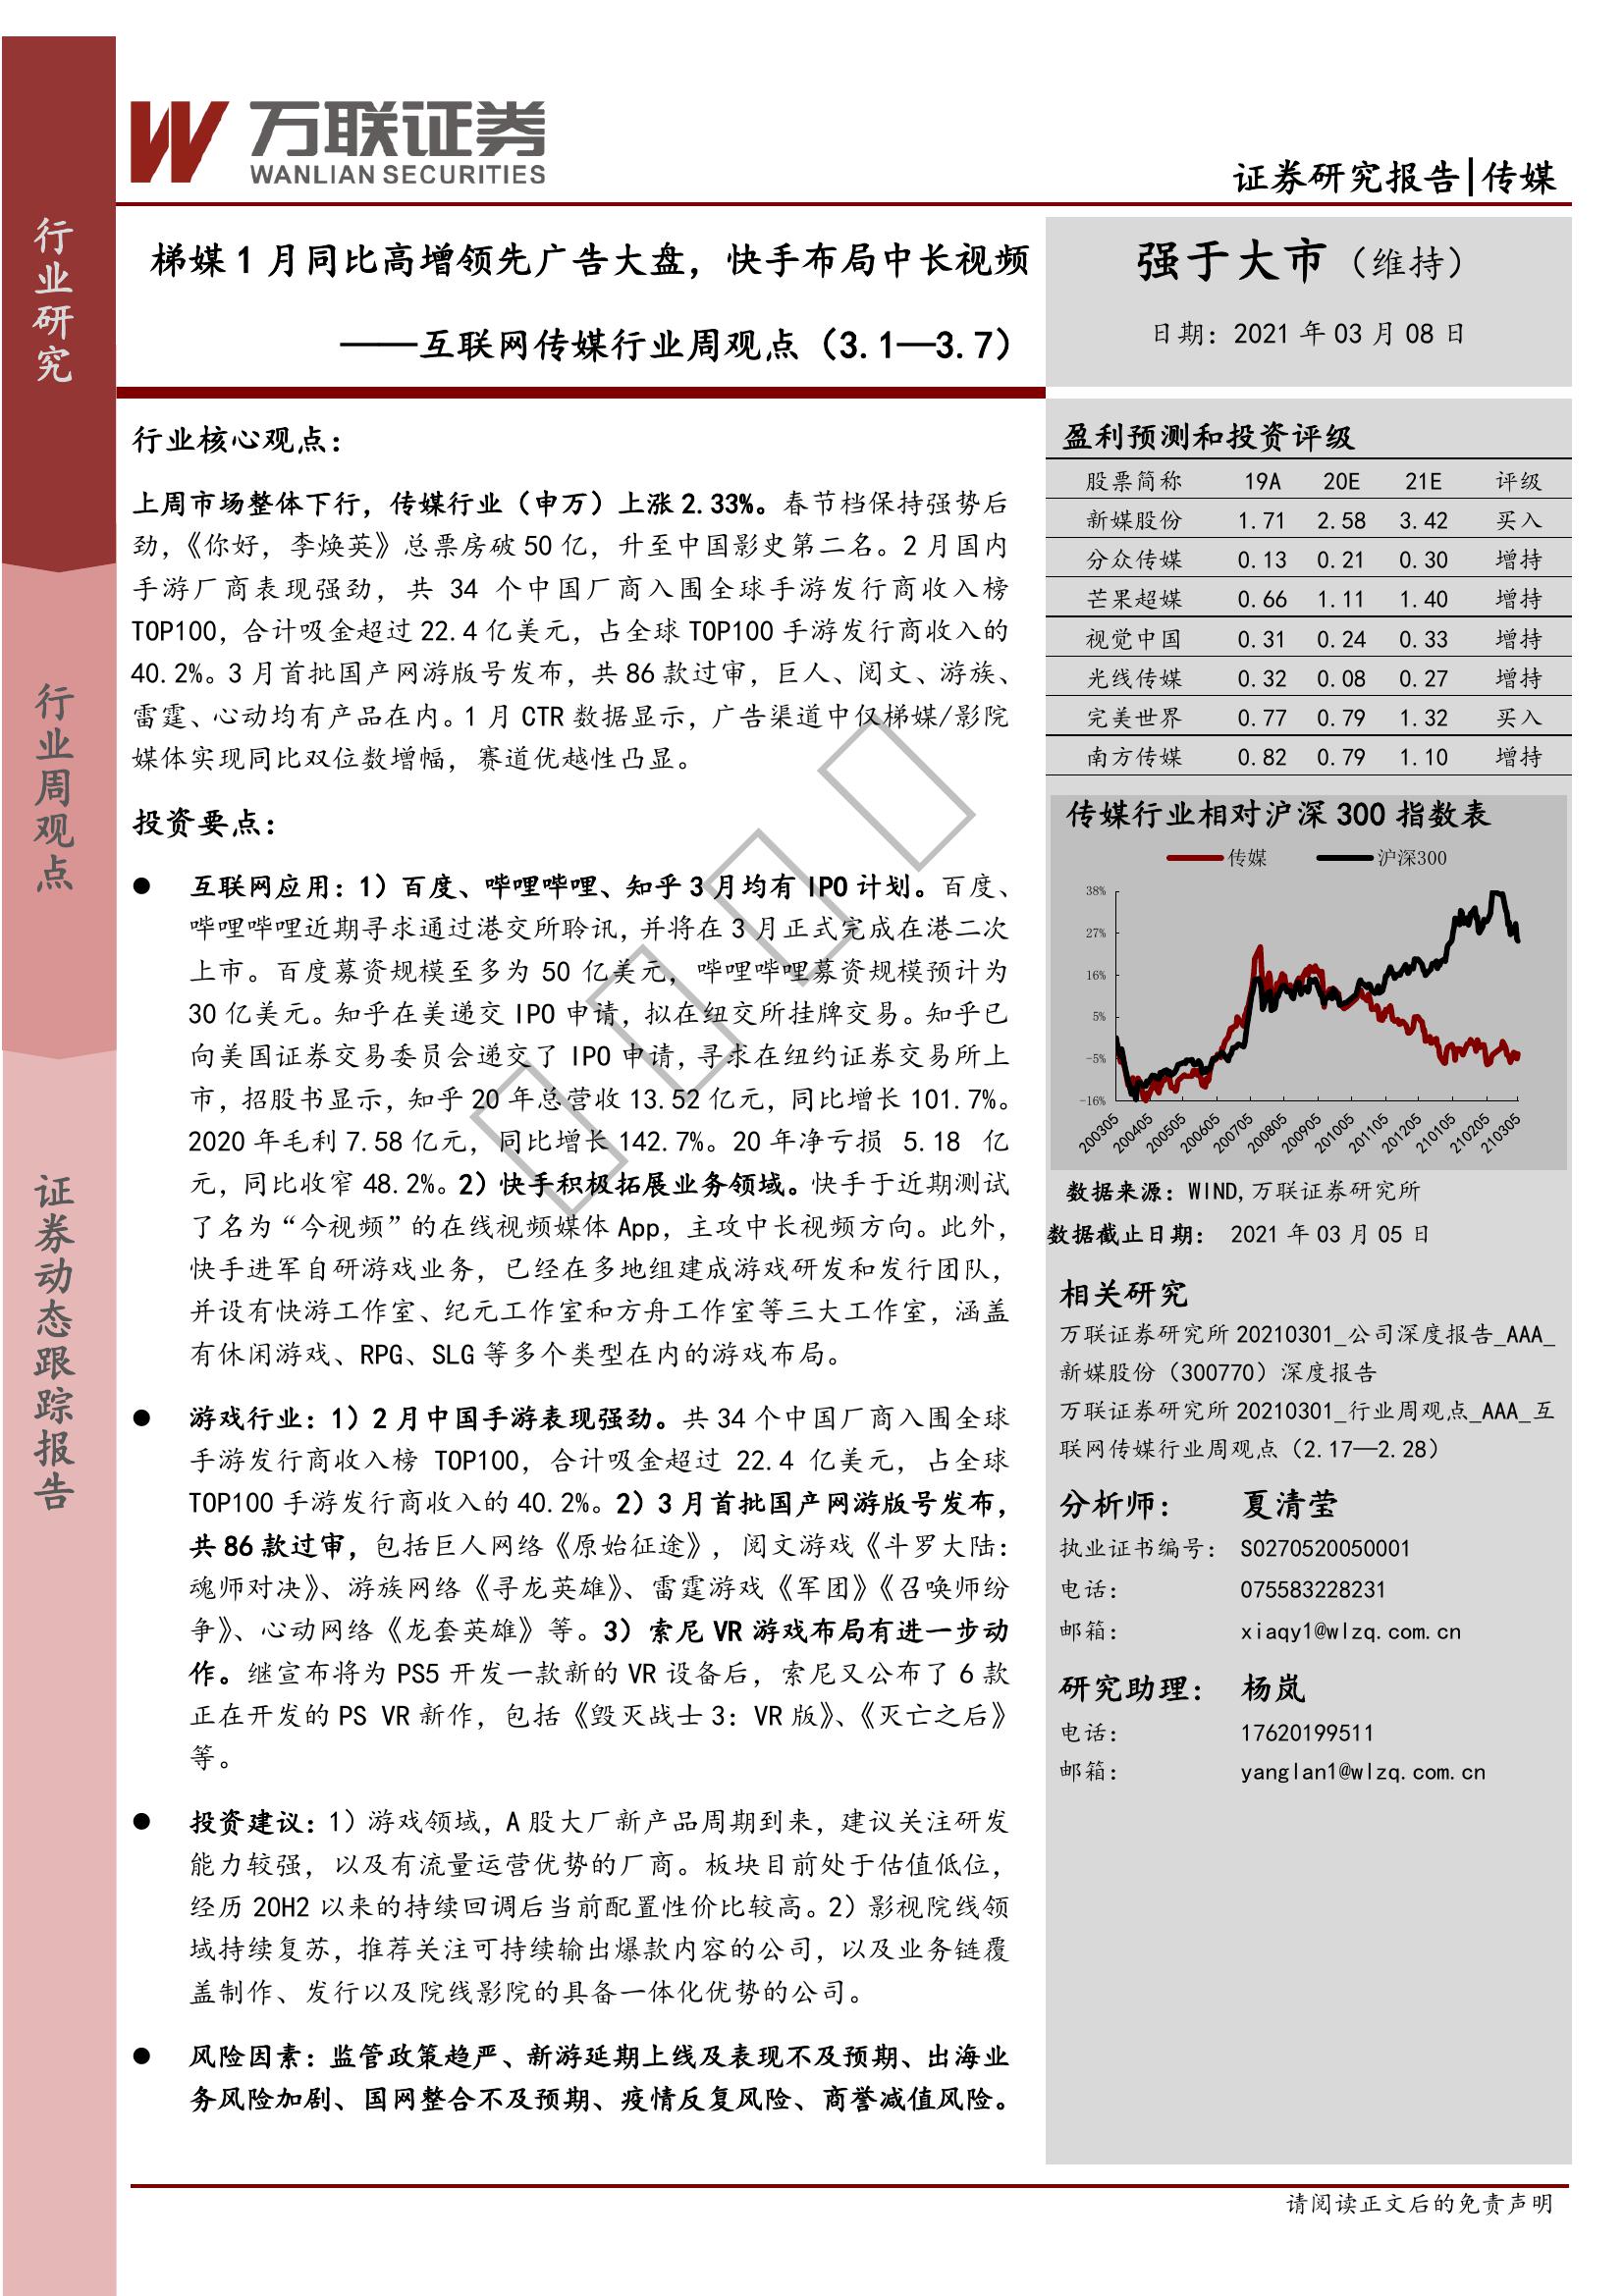 万联证券
WANLIAN SECURITIES
证券研究报告|传媒
行业研究
行业周观点
证券动态跟踪报告
梯媒 1 月同比高增领先广告大盘，快手布局中长视频
——互联网传媒行业周观点（3.1—3.7）
强于大市（维持）
日期：2021 年 03 月 08 日
行业核心观点：
上周市场整体下行，传媒行业（申万）上涨 2.33%。春节档保持强势后
劲，《你好，李焕英》总票房破 50 亿，升至中国影史第二名。2 月国内
手游厂商表现强劲，共 34 个中国厂商入围全球手游发行商收入榜
TOP100，合计吸金超过 22.4 亿美元，占全球 TOP100 手游发行商收入的
40.2%。3 月首批国产网游版号发布，共 86 款过审，巨人、阅文、游族、
雷霆、心动均有产品在内。1 月 CTR 数据显示，广告渠道中仅梯媒/影院
媒体实现同比双位数增幅，赛道优越性凸显。
投资要点：
● 互联网应用：1）百度、哔哩哔哩、知乎 3 月均有 IPO 计划。百度、
哔哩哔哩近期寻求通过港交所聆讯，并将在 3 月正式完成在港二次
上市。百度募资规模至多为 50 亿美元，哔哩哔哩募资规模预计为
30 亿美元。知乎在美递交 IPO 申请，拟在纽交所挂牌交易。知乎已
向美国证券交易委员会递交了 IPO 申请，寻求在纽约证券交易所上
市，招股书显示，知乎 20 年总营收 13.52 亿元，同比增长 101.7%。
2020 年毛利 7.58 亿元，同比增长 142.7%。20 年净亏损 5.18 亿
元，同比收窄 48.2%。2）快手积极拓展业务领域。快手于近期测试
了名为“今视频”的在线视频媒体 App，主攻中长视频方向。此外，
快手进军自研游戏业务，已经在多地组建成游戏研发和发行团队，
并设有快游工作室、纪元工作室和方舟工作室等三大工作室，涵盖
有休闲游戏、RPG、SLG 等多个类型在内的游戏布局。
● 游戏行业：1）2 月中国手游表现强劲。共 34 个中国厂商入围全球
手游发行商收入榜 TOP100，合计吸金超过 22.4 亿美元，占全球
TOP100 手游发行商收入的 40.2%。2）3 月首批国产网游版号发布，
共 86 款过审，包括巨人网络《原始征途》，阅文游戏《斗罗大陆：
魂师对决》、游族网络《寻龙英雄》、雷霆游戏《军团》《召唤师纷
争》、心动网络《龙套英雄》等。3）索尼 VR 游戏布局有进一步动
作。继宣布将为 PS5 开发一款新的 VR 设备后，索尼又公布了 6 款
正在开发的 PS VR 新作，包括《毁灭战士 3：VR 版》、《灭亡之后》
等。
● 投资建议：1）游戏领域，A 股大厂新产品周期到来，建议关注研发
能力较强，以及有流量运营优势的厂商。板块目前处于估值低位，
经历 20H2 以来的持续回调后当前配置性价比较高。2）影视院线领
域持续复苏，推荐关注可持续输出爆款内容的公司，以及业务链覆
盖制作、发行以及院线影院的具备一体化优势的公司。
● 风险因素：监管政策趋严、新游延期上线及表现不及预期、出海业
务风险加剧、国网整合不及预期、疫情反复风险、商誉减值风险。
盈利预测和投资评级
股票简称 19A 20E 21E 评级
新媒股份 1.71 2.58 3.42 买入
分众传媒 0.13 0.21 0.30 增持
芒果超媒 0.66 1.11 1.40 增持
视觉中国 0.31 0.24 0.33 增持
光线传媒 0.32 0.08 0.27 增持
完美世界 0.77 0.79 1.32 买入
南方传媒 0.82 0.79 1.10 增持
传媒行业相对沪深 300 指数表
传媒 沪深300
38%
27%
16%
5%
-5%
-16%
200305 200405 200505 200605 200705 200805 200905 201005 201105 201205 210105 210205 210305
数据来源：WIND,万联证券研究所
数据截止日期： 2021 年 03 月 05 日
相关研究
万联证券研究所 20210301_公司深度报告_AAA_
新媒股份（300770）深度报告
万联证券研究所 20210301_行业周观点_AAA_互
联网传媒行业周观点（2.17—2.28）
分析师： 夏清莹
执业证书编号： S0270520050001
电话： 075583228231
邮箱： xiaqy1@wlzq.com.cn
研究助理： 杨岚
电话： 17620199511
邮箱： yanglan1@wlzq.com.cn
请阅读正文后的免责声明